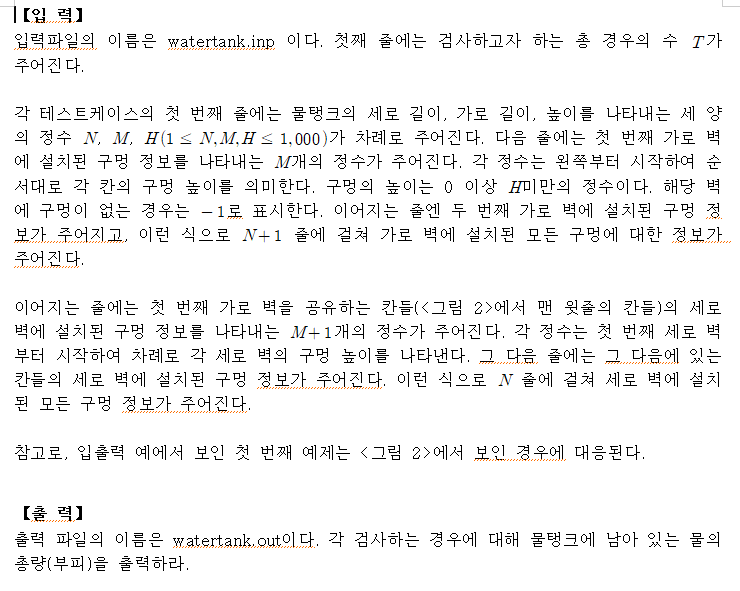 【입 력】
입력파일의 이름은 watertank.inp 이다. 첫째 줄에는 검사하고자 하는 총 경우의 수 T가
주어진다.
각 테스트케이스의 첫 번째 줄에는 물탱크의 세로 길이, 가로 길이, 높이를 나타내는 세 양
의 정수 N, M, H(1 ≤ N,M,H ≤ 1,000)가 차례로 주어진다. 다음 줄에는 첫 번째 가로 벽
에 설치된 구멍 정보를 나타내는 M개의 정수가 주어진다. 각 정수는 왼쪽부터 시작하여 순
서대로 각 칸의 구멍 높이를 의미한다. 구멍의 높이는 0 이상 H미만의 정수이다. 해당 벽
에 구멍이 없는 경우는 −1로 표시한다. 이어지는 줄엔 두 번째 가로 벽에 설치된 구멍 정
보가 주어지고, 이런 식으로 N+1 줄에 걸쳐 가로 벽에 설치된 모든 구멍에 대한 정보가
주어진다.
이어지는 줄에는 첫 번째 가로 벽을 공유하는 칸들(<그림 2>에서 맨 윗줄의 칸들)의 세로
벽에 설치된 구멍 정보를 나타내는 M+1개의 정수가 주어진다. 각 정수는 첫 번째 세로 벽
부터 시작하여 차례로 각 세로 벽의 구멍 높이를 나타낸다. 그 다음 줄에는 그 다음에 있는
칸들의 세로 벽에 설치된 구멍 정보가 주어진다. 이런 식으로 N 줄에 걸쳐 세로 벽에 설치
된 모든 구멍 정보가 주어진다.
참고로, 입출력 예에서 보인 첫 번째 예제는 <그림 2>에서 보인 경우에 대응된다.
【출 력】
출력 파일의 이름은 watertank.out이다. 각 검사하는 경우에 대해 물탱크에 남아 있는 물의
총량(부피)을 출력하라.